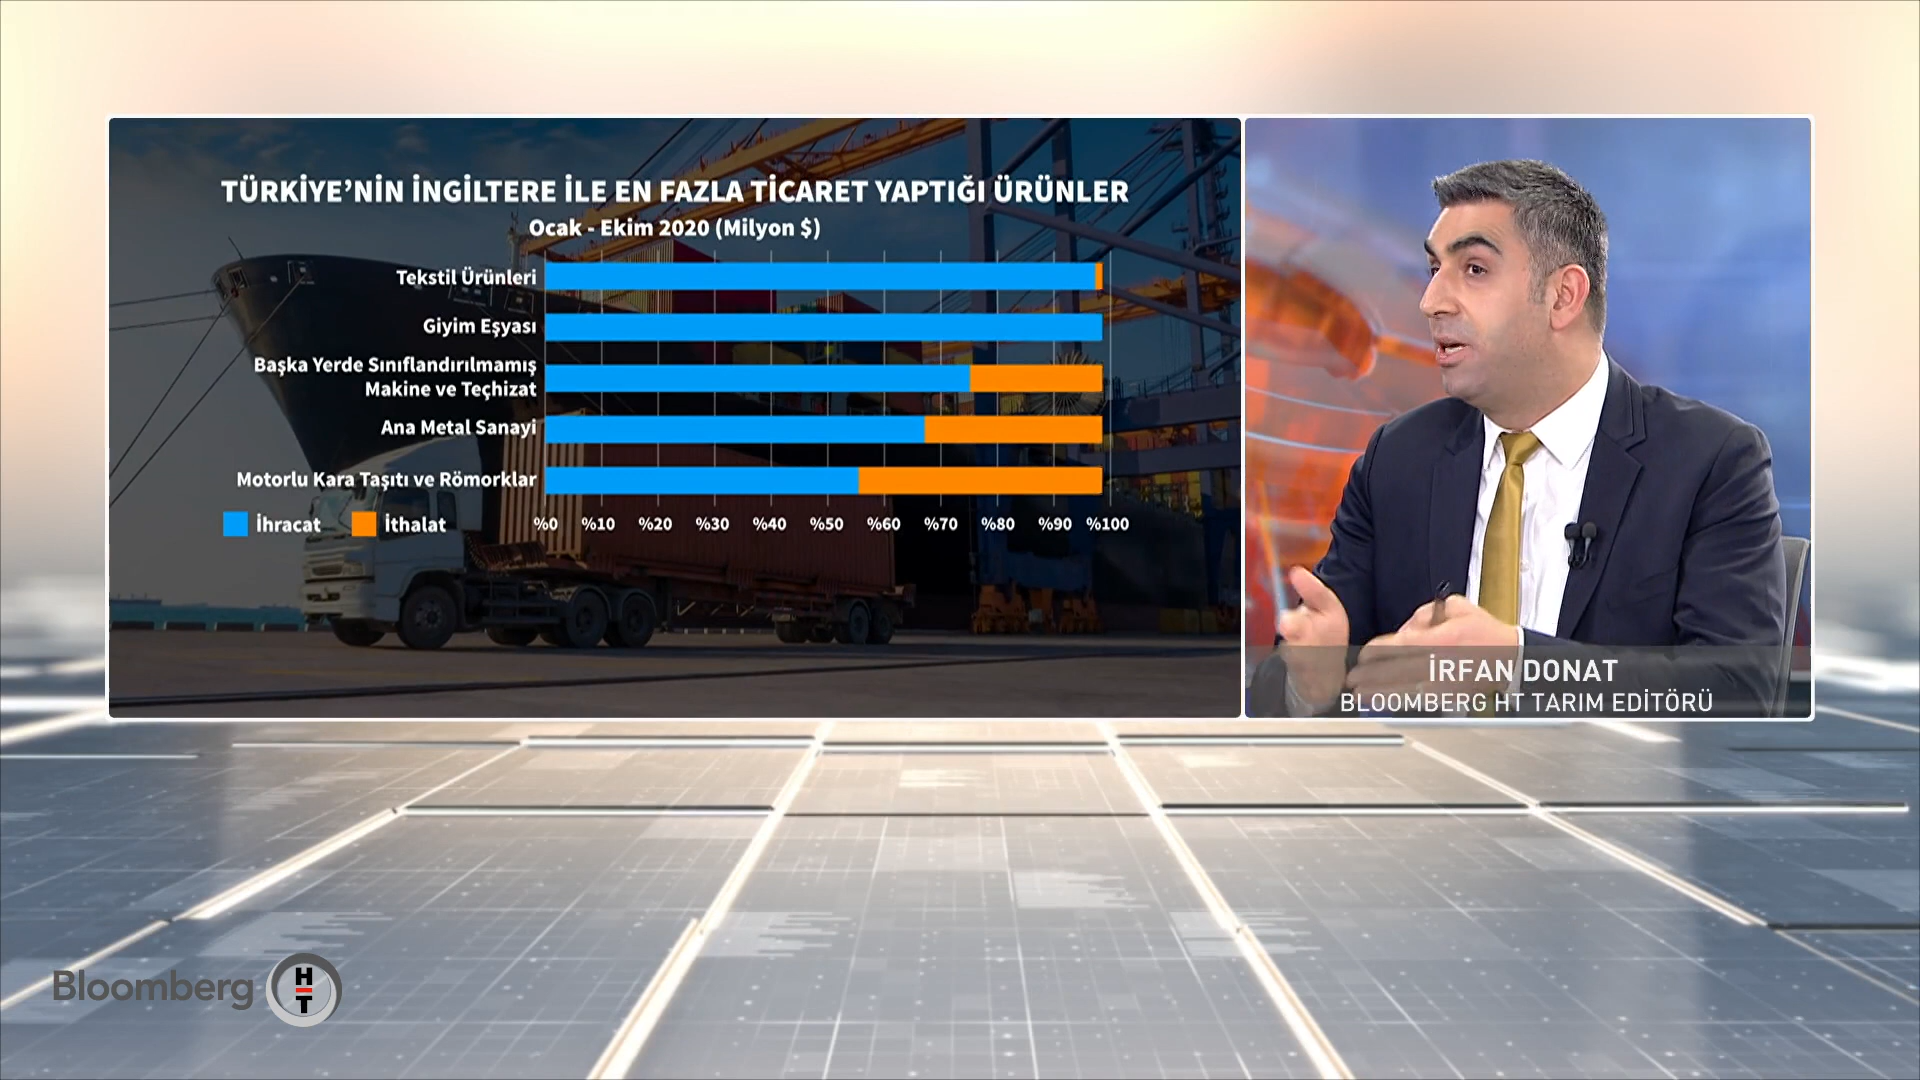 TÜRKİYE’NİN İNGİLTERE İLE EN FAZLA TİCARET YAPTIĞI ÜRÜNLER
Ocak - Ekim 2020 (Milyon $)
Tekstil Ürünleri
Giyim Eşyası
Başka Yerde Sınıflandırılmamış
Makine ve Teçhizat
Ana Metal Sanayi
Motorlu Kara Taşıtı ve Römorklar
İhracat İthalat
%0 %10 %20 %30 %40 %50 %60 %70 %80 %90 %100
İRFAN DONAT
BLOOMBERG HT TARIM EDİTÖRÜ
Bloomberg HT